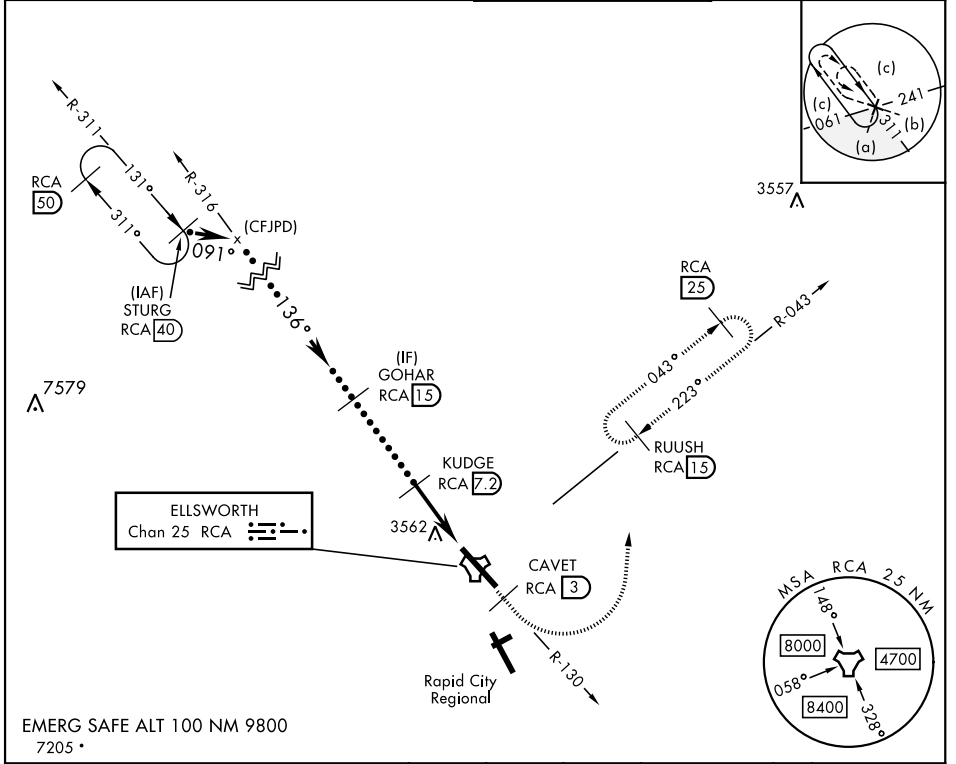 (c)
241
(c)
061
311
(b)
(a)
3557
R-311
131°
RCA
50
311°
R-316
(CFJPD)
091°
(IAF)
STURG
RCA 40
136°
RCA
25
R-043
043°
223°
RUUSH
RCA 15
(IF)
GOHAR
RCA 15
7579
KUDGE
RCA 7.2
ELLSWORTH
Chan 25 RCA
3562
CAVET
RCA 3
R-130
Rapid City
Regional
MSA RCA 25 NM
148°
8000
4700
058°
8400
328°
EMERG SAFE ALT 100 NM 9800
7205